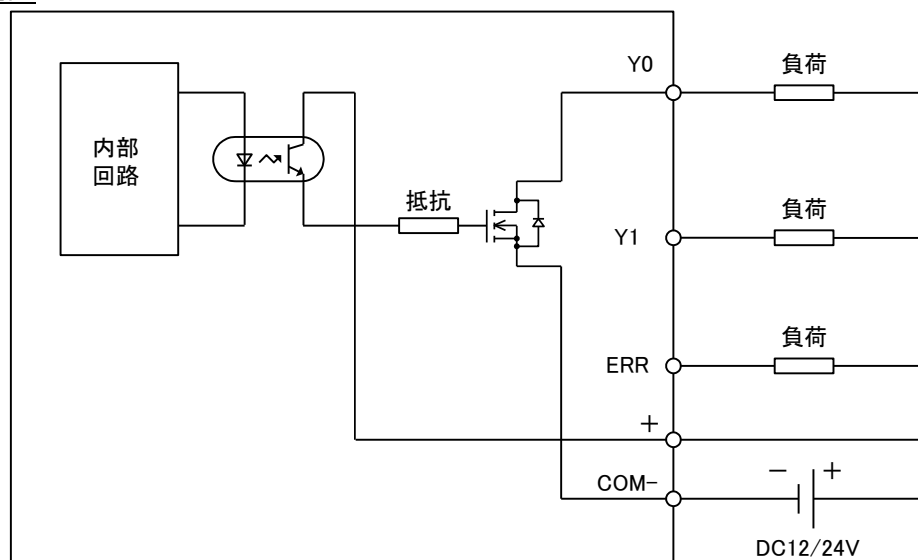 Y0
負荷
内部
回路
抵抗
Y1
負荷
ERR
負荷
+
COM-
- +
DC12/24V